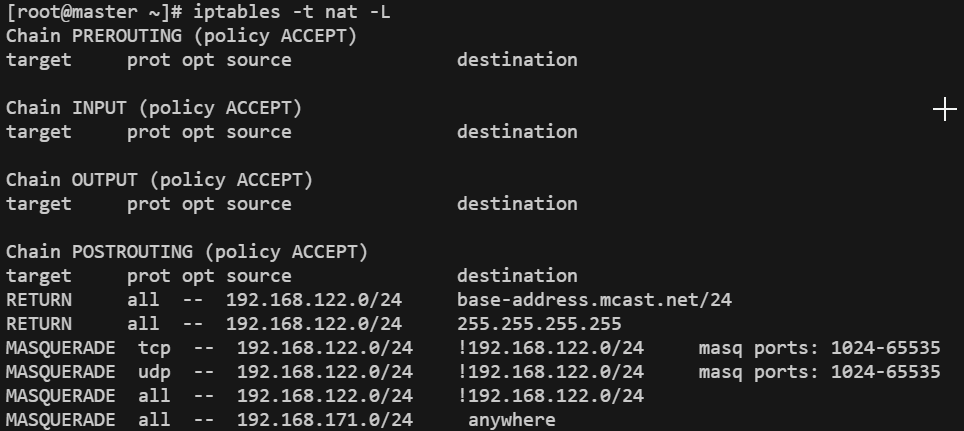 [root@master ~]# iptables -t nat -L
Chain PREROUTING (policy ACCEPT)
target     prot opt source               destination

Chain INPUT (policy ACCEPT)
target     prot opt source               destination

Chain OUTPUT (policy ACCEPT)
target     prot opt source               destination

Chain POSTROUTING (policy ACCEPT)
target     prot opt source               destination
RETURN     all  --  192.168.122.0/24     base-address.mcast.net/24
RETURN     all  --  192.168.122.0/24     255.255.255.255
MASQUERADE  tcp  --  192.168.122.0/24     !192.168.122.0/24     masq ports: 1024-65535
MASQUERADE  udp  --  192.168.122.0/24     !192.168.122.0/24     masq ports: 1024-65535
MASQUERADE  all  --  192.168.122.0/24     !192.168.122.0/24
MASQUERADE  all  --  192.168.171.0/24     anywhere